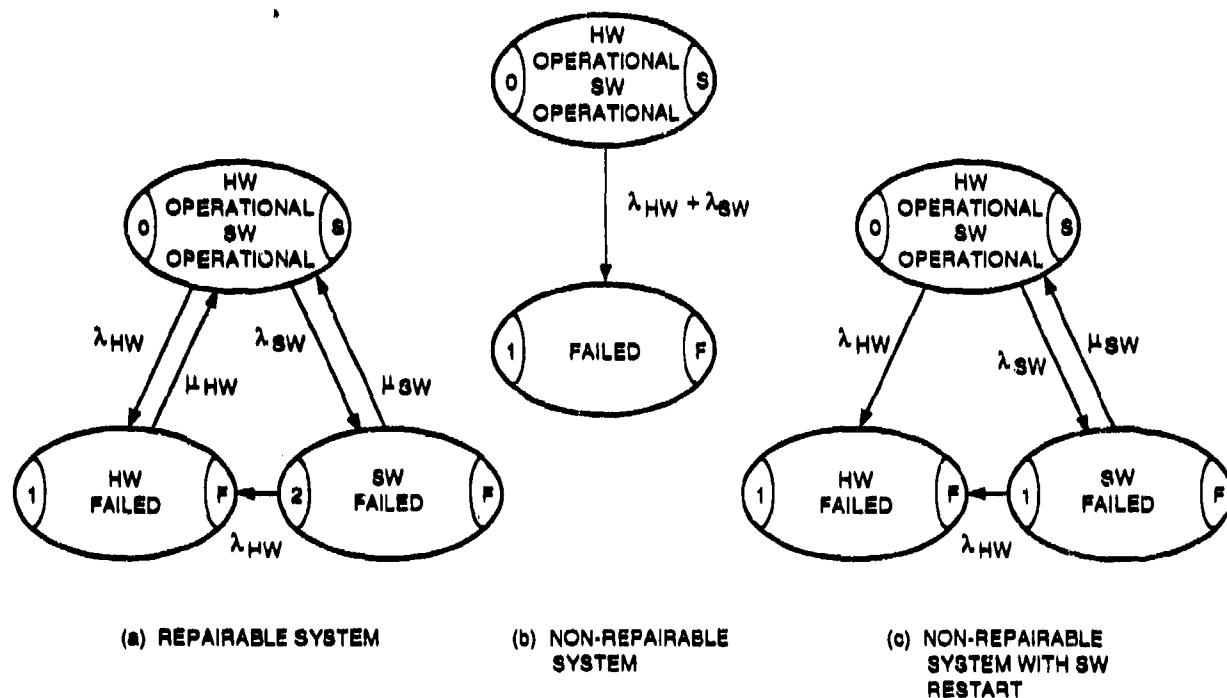 HW
OPERATIONAL
SW
OPERATIONAL
0
S
λHW
μHW
λSW
μSW
1
HW
FAILED
F
2
SW
FAILED
F
λHW
(a) REPAIRABLE SYSTEM
HW
OPERATIONAL
SW
OPERATIONAL
0
S
λHW + λSW
1
FAILED
F
(b) NON-REPAIRABLE
SYSTEM
HW
OPERATIONAL
SW
OPERATIONAL
0
S
λHW
λSW
μSW
1
HW
FAILED
F
1
SW
FAILED
F
λHW
(c) NON-REPAIRABLE
SYSTEM WITH SW
RESTART